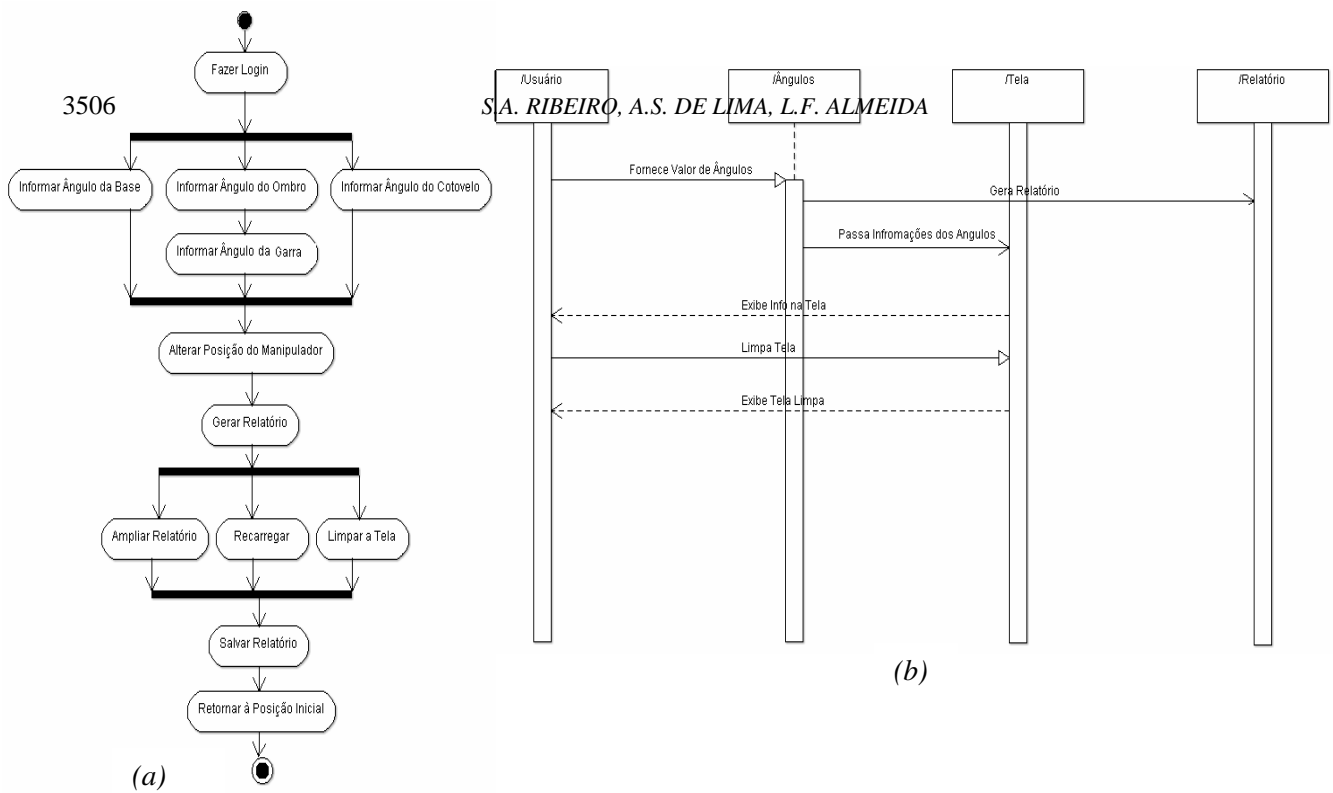 3506
S.A. RIBEIRO, A.S. DE LIMA, L.F. ALMEIDA
Fazer Login
Informar Ângulo da Base
Informar Ângulo do Ombro
Informar Ângulo do Cotovelo
Informar Ângulo da Garra
Alterar Posição do Manipulador
Gerar Relatório
Ampliar Relatório
Recarregar
Limpar a Tela
Salvar Relatório
Retornar à Posição Inicial
(a)
/Usuário
/Ângulos
/Tela
/Relatório
Fornece Valor de Ângulos
Gera Relatório
Passa Infromações dos Angulos
Exibe Info na Tela
Limpa Tela
Exibe Tela Limpa
(b)